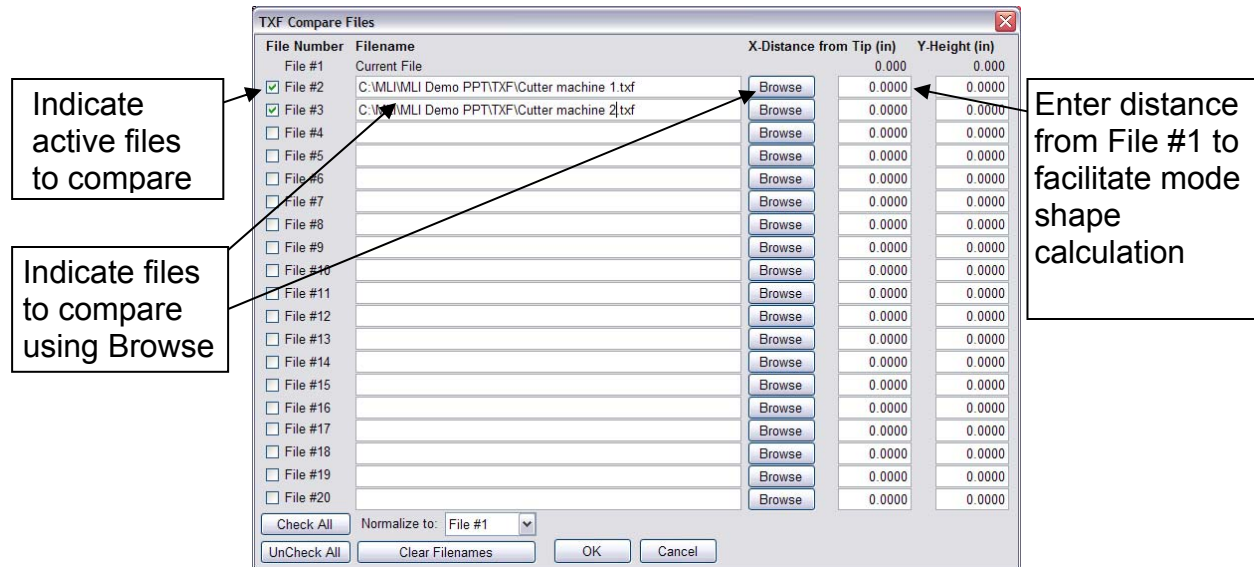 TXF Compare Files
File Number Filename X-Distance from Tip (in) Y-Height (in)
File #1 Current File 0.000 0.000
File #2 C:\MLI\MLI Demo PPT\TXF\Cutter machine 1.txf Browse 0.0000 0.0000
File #3 C:\MLI\MLI Demo PPT\TXF\Cutter machine 2.txf Browse 0.0000 0.0000
File #4 Browse 0.0000 0.0000
File #5 Browse 0.0000 0.0000
File #6 Browse 0.0000 0.0000
File #7 Browse 0.0000 0.0000
File #8 Browse 0.0000 0.0000
File #9 Browse 0.0000 0.0000
File #10 Browse 0.0000 0.0000
File #11 Browse 0.0000 0.0000
File #12 Browse 0.0000 0.0000
File #13 Browse 0.0000 0.0000
File #14 Browse 0.0000 0.0000
File #15 Browse 0.0000 0.0000
File #16 Browse 0.0000 0.0000
File #17 Browse 0.0000 0.0000
File #18 Browse 0.0000 0.0000
File #19 Browse 0.0000 0.0000
File #20 Browse 0.0000 0.0000
Check All Normalize to: File #1
UnCheck All Clear Filenames OK Cancel
Indicate
active files
to compare
Indicate files
to compare
using Browse
Enter distance
from File #1 to
facilitate mode
shape
calculation